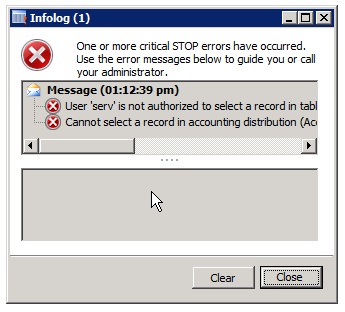 Infolog (1)
One or more critical STOP errors have occurred.
Use the error messages below to guide you or call
your administrator.
Message (01:12:39 pm)
User 'serv' is not authorized to select a record in tabl
Cannot select a record in accounting distribution (Ac
Clear
Close